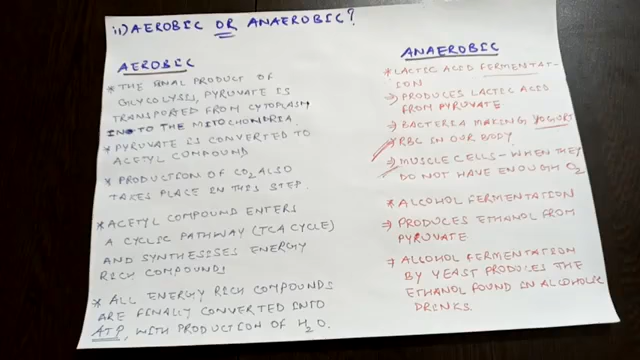 ii) AEROBIC OR ANAEROBIC?
AEROBIC
* THE FINAL PRODUCT OF
GLYCOLYSIS, PYRUVATE IS
TRANSPORTED FROM CYTOPLASM
INTO THE MITOCHONDRIA.
* PYRUVATE IS CONVERTED TO
ACETYL COMPOUND
* PRODUCTION OF CO2 ALSO
TAKES PLACE IN THIS STEP.
* ACETYL COMPOUND ENTERS
A CYCLIC PATHWAY (TCA CYCLE)
AND SYNTHESISES ENERGY
RICH COMPOUNDS
* ALL ENERGY RICH COMPOUNDS
ARE FINALLY CONVERTED INTO
ATP, WITH PRODUCTION OF H2O.
ANAEROBIC
* LACTIC ACID FERMENTAT-
ION
→ PRODUCES LACTIC ACID
FROM PYRUVATE
→ BACTERIA MAKING YOGURT
→ RBC IN OUR BODY
→ MUSCLE CELLS - WHEN THEY
DO NOT HAVE ENOUGH O2
* ALCOHOL FERMENTATION
→ PRODUCES ETHANOL FROM
PYRUVATE
→ ALCOHOL FERMENTATION
BY YEAST PRODUCES THE
ETHANOL FOUND IN ALCOHOLIC
DRINKS.